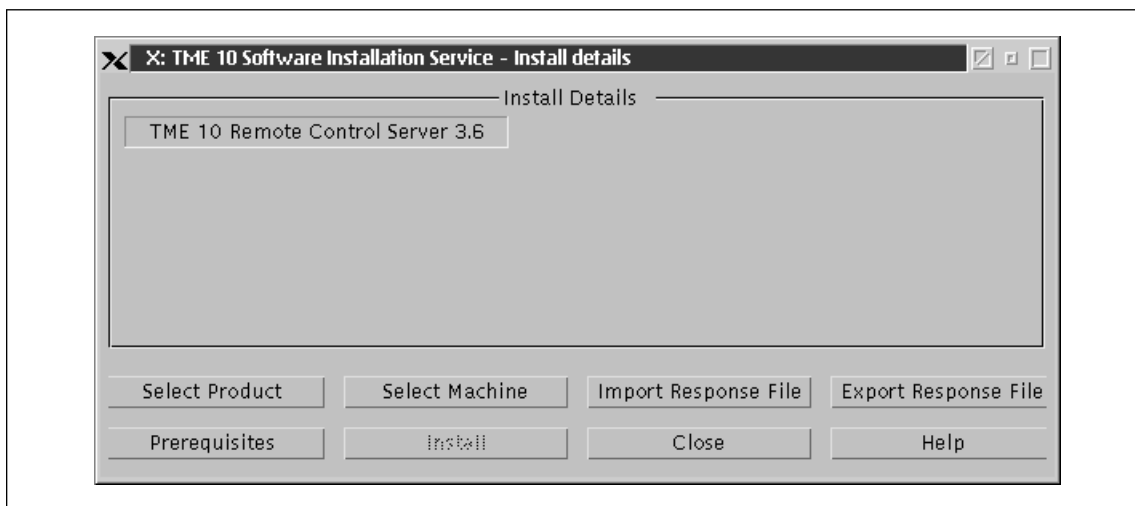 X: TME 10 Software Installation Service - Install details
Install Details
TME 10 Remote Control Server 3.6
Select Product
Select Machine
Import Response File
Export Response File
Prerequisites
Install
Close
Help